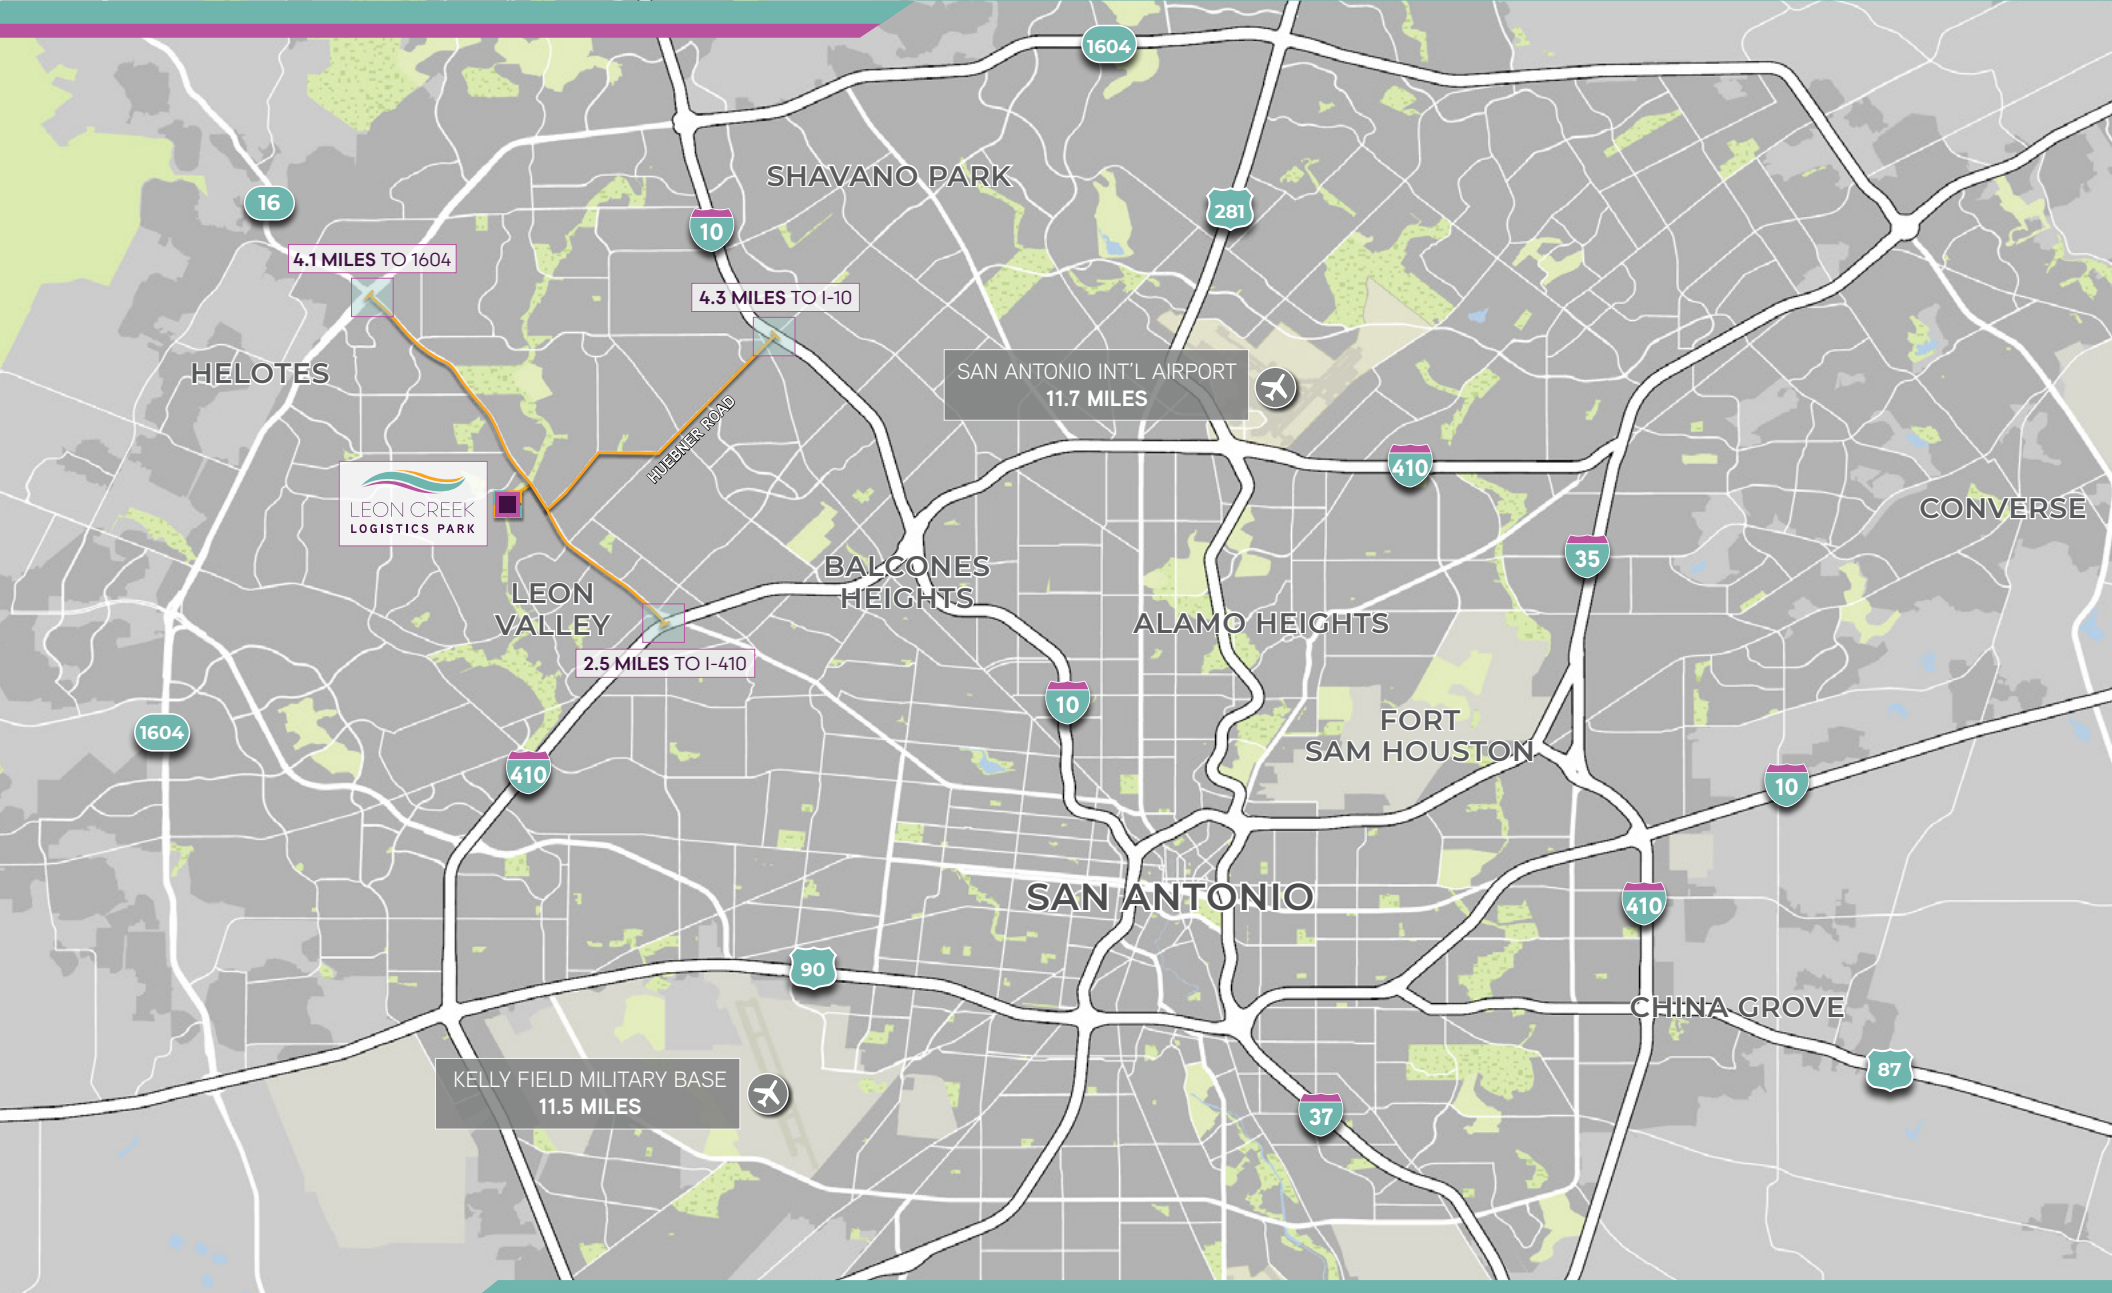 1604
SHAVANO PARK
16
281
10
4.1 MILES TO 1604
4.3 MILES TO I-10
SAN ANTONIO INT'L AIRPORT
11.7 MILES
HELOTES
HUEBNER ROAD
410
LEON CREEK
LOGISTICS PARK
CONVERSE
35
BALCONES
HEIGHTS
LEON
VALLEY
ALAMO HEIGHTS
2.5 MILES TO I-410
10
FORT
SAM HOUSTON
1604
410
10
SAN ANTONIO
410
90
CHINA GROVE
87
KELLY FIELD MILITARY BASE
11.5 MILES
37